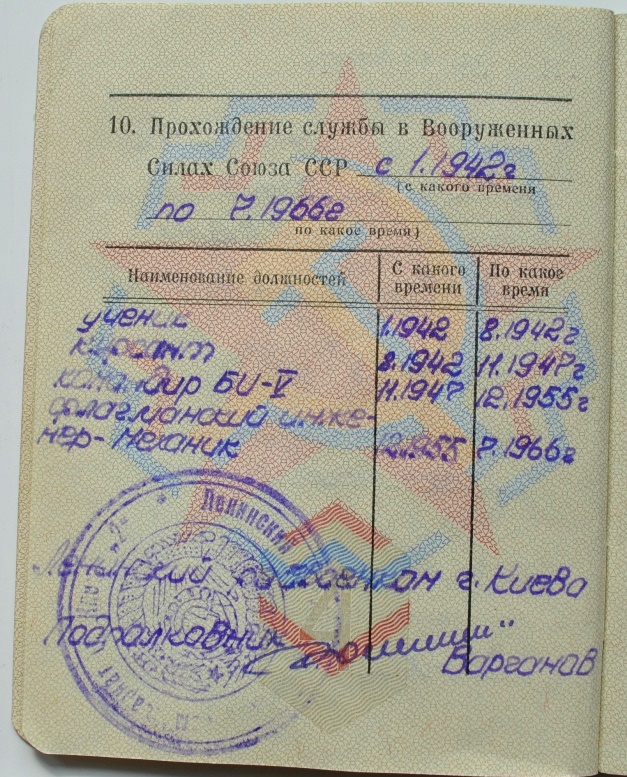 10. Прохождение службы в Вооруженных
Силах Союза ССР с 1.1942г
(с какого времени
по 7.1966г
по какое время)
Наименование должностей С какого времени По какое время
ученик 1.1942 8.1942г
курсант 8.1942 11.1947г
командир БЧ-V 11.1947 12.1955г
флагманский инже-
нер-механик 12.1955 7.1966г
Ленинский
Ленинский райвоенком г. Киева
Подполковник
Варганов